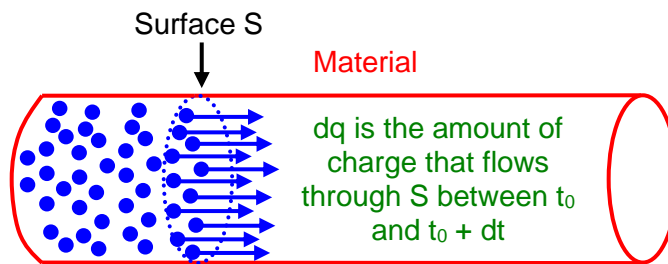 Surface S
Material
dq is the amount of
charge that flows
through S between t₀
and t₀ + dt